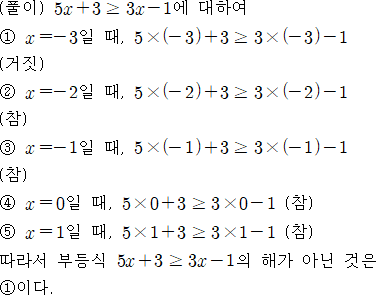 (풀이) 5x+3≥3x-1에 대하여
① x=-3일 때, 5×(-3)+3≥3×(-3)-1
(거짓)
② x=-2일 때, 5×(-2)+3≥3×(-2)-1
(참)
③ x=-1일 때, 5×(-1)+3≥3×(-1)-1
(참)
④ x=0일 때, 5×0+3≥3×0-1 (참)
⑤ x=1일 때, 5×1+3≥3×1-1 (참)
따라서 부등식 5x+3≥3x-1의 해가 아닌 것은
①이다.